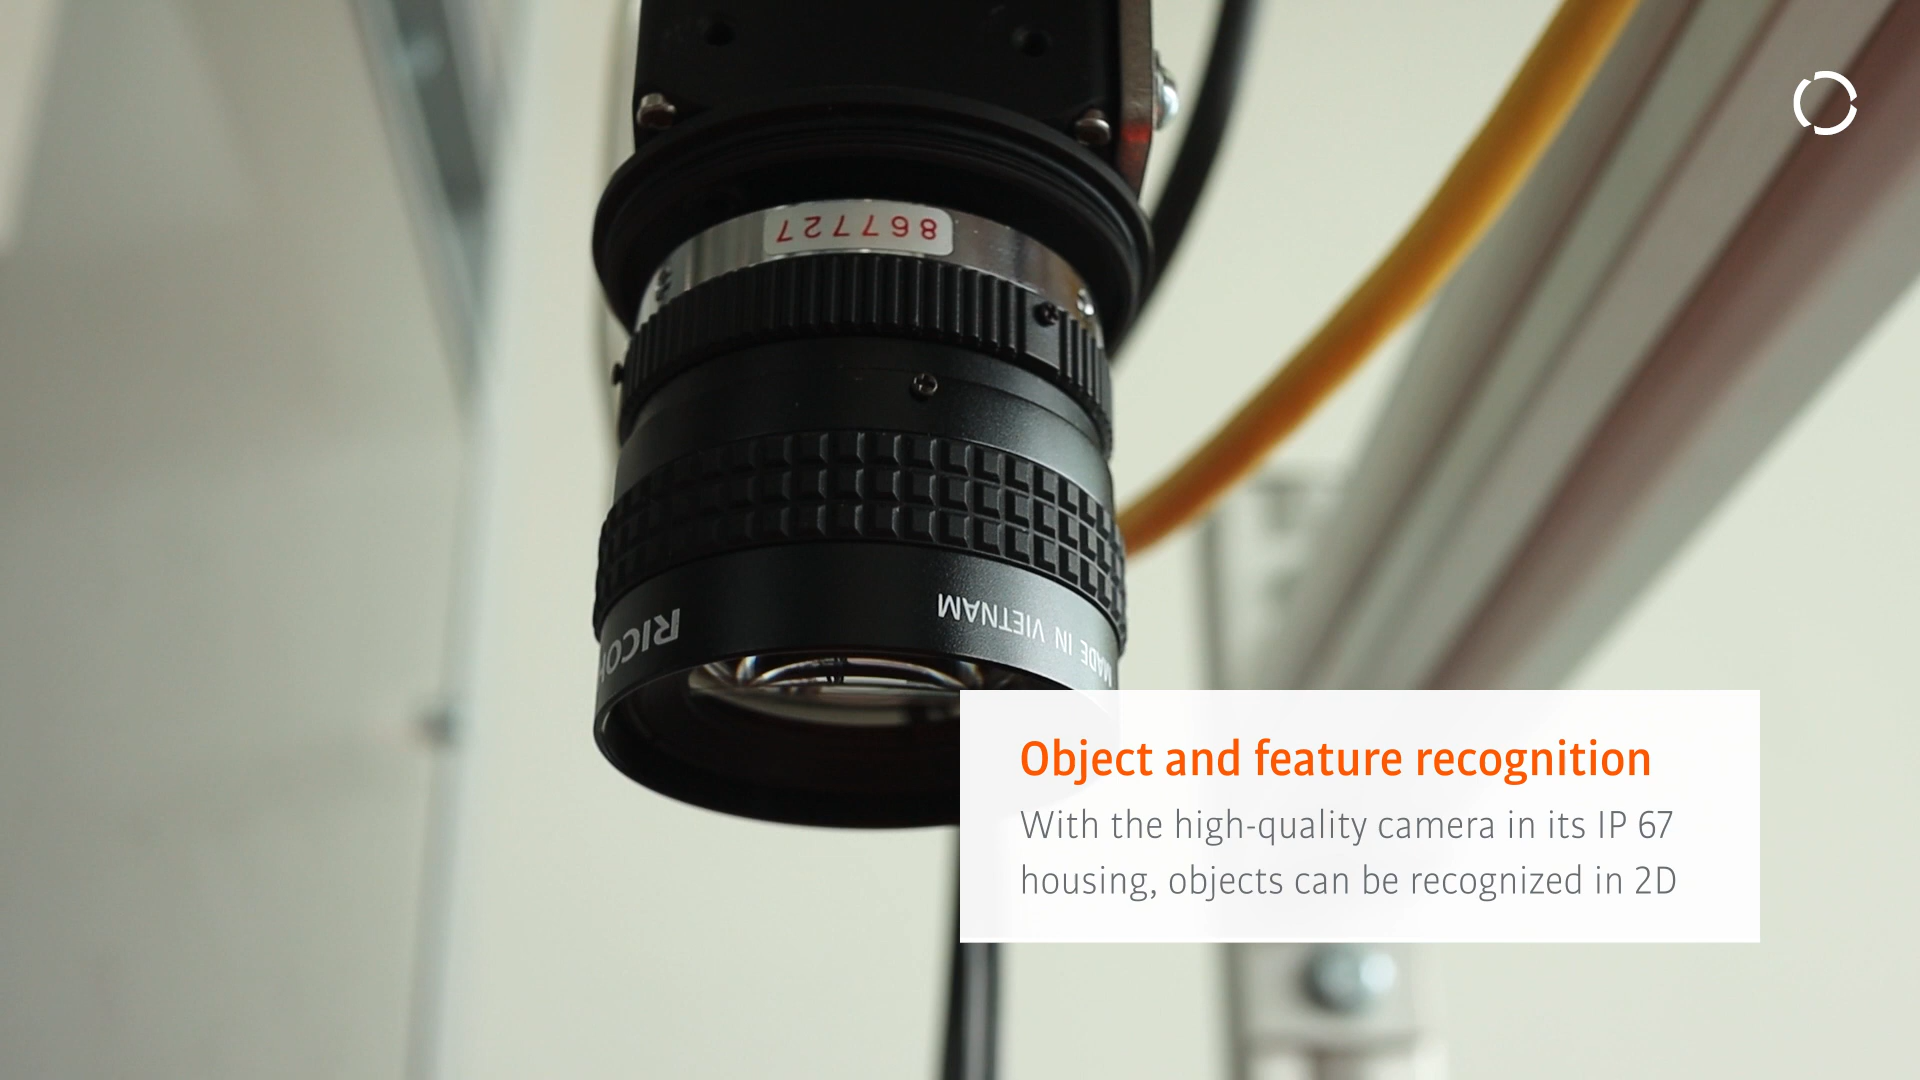 867727
RICOH
MADE IN VIETNAM
Object and feature recognition
With the high-quality camera in its IP 67
housing, objects can be recognized in 2D